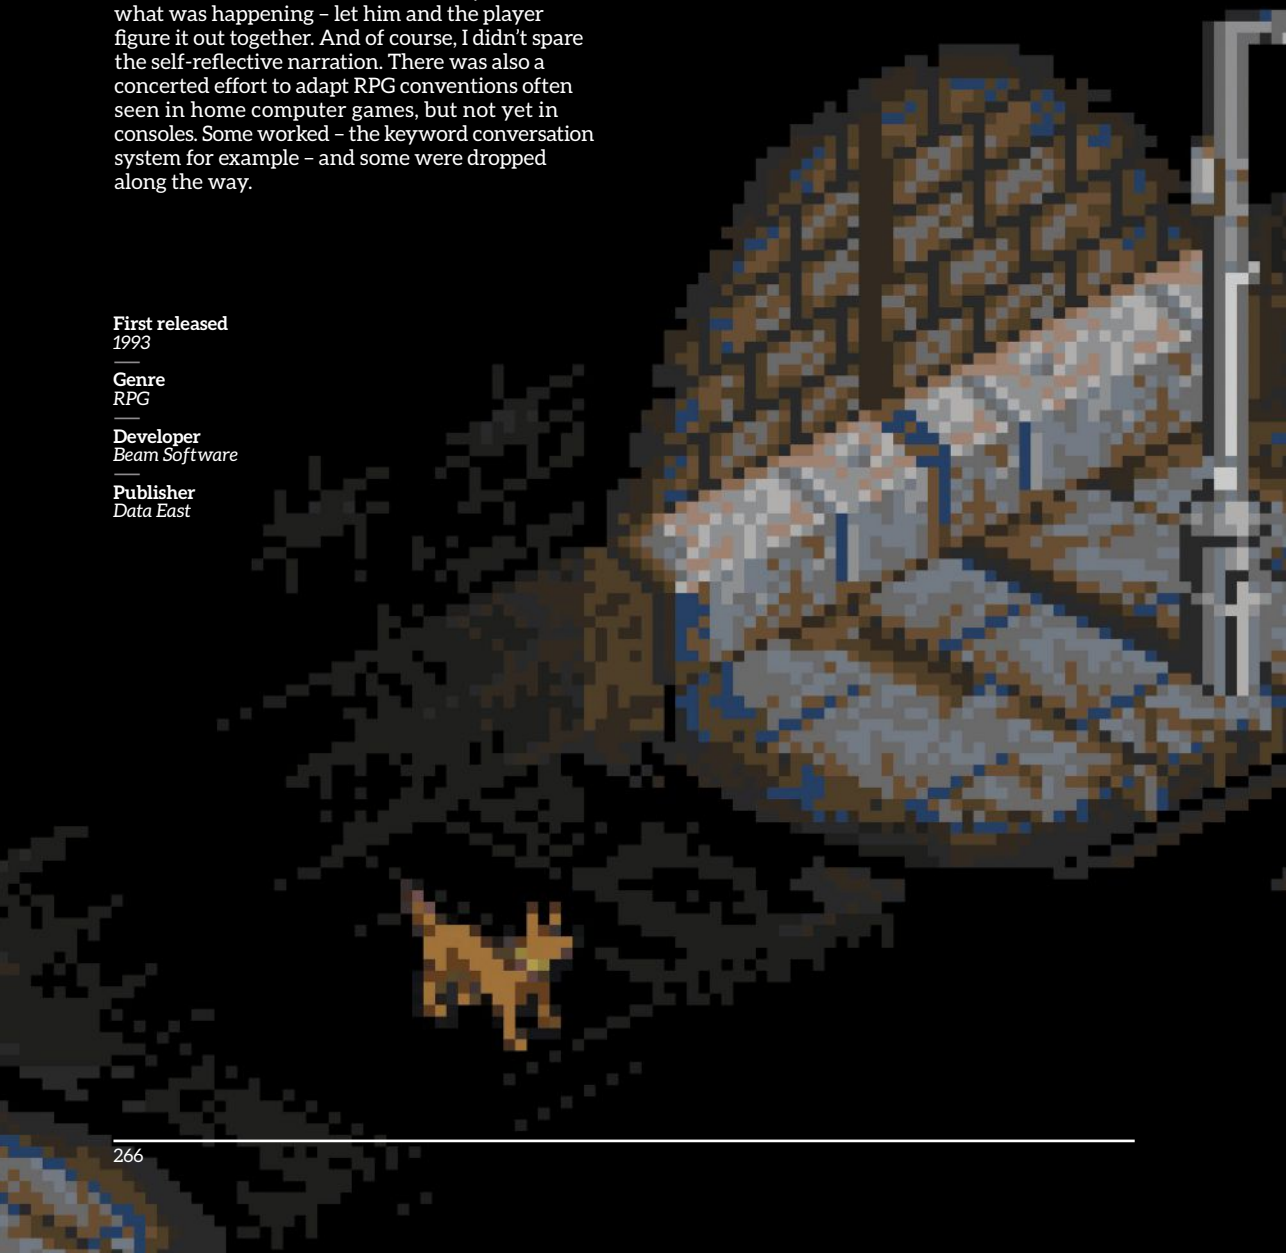 what was happening – let him and the player
figure it out together. And of course, I didn’t spare
the self-reflective narration. There was also a
concerted effort to adapt RPG conventions often
seen in home computer games, but not yet in
consoles. Some worked – the keyword conversation
system for example – and some were dropped
along the way.
First released
1993
Genre
RPG
Developer
Beam Software
Publisher
Data East
266